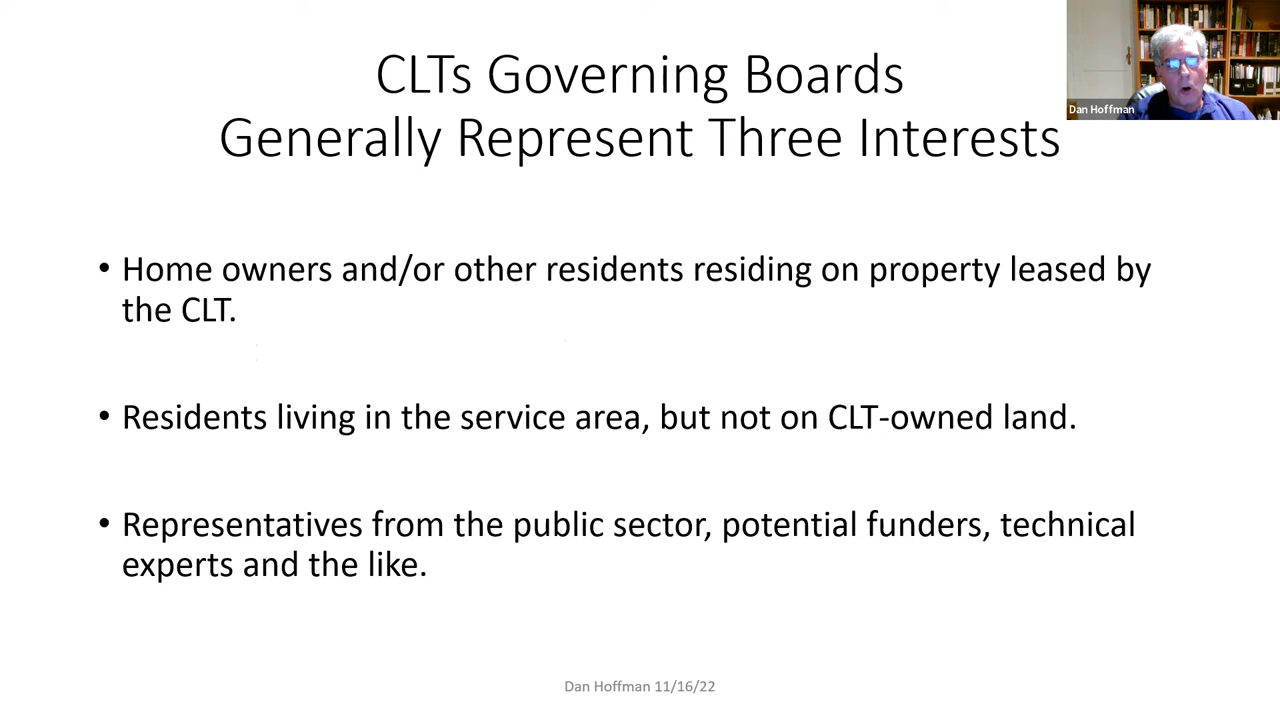 CLTs Governing Boards
Generally Represent Three Interests
Dan Hoffman
• Home owners and/or other residents residing on property leased by
the CLT.
• Residents living in the service area, but not on CLT-owned land.
• Representatives from the public sector, potential funders, technical
experts and the like.
Dan Hoffman 11/16/22